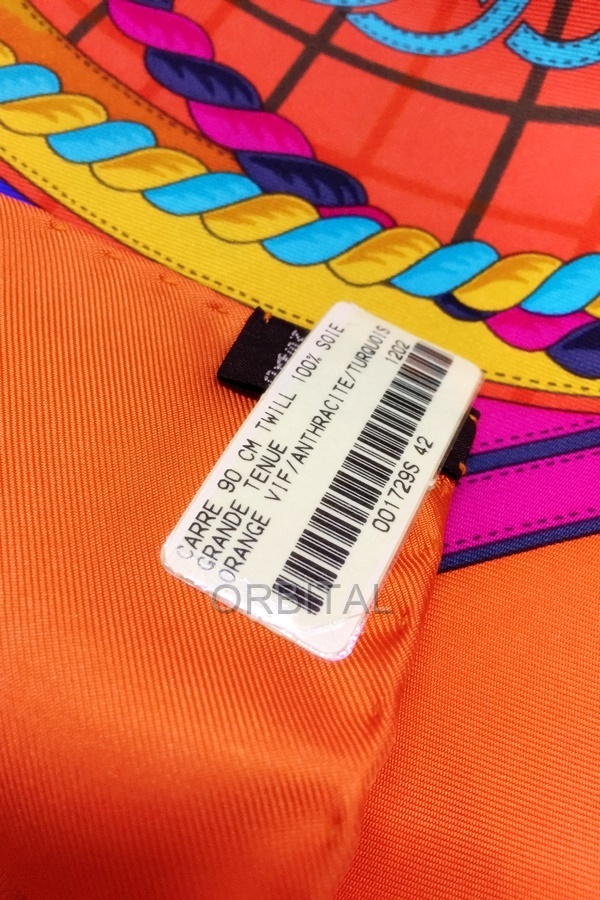 CARRE 90 CM TWILL 100% SOIE
GRANDE TENUE 1202
ORANGE VIF/ANTHRACITE/TURQUOIS
001729S 42
ORBITAL